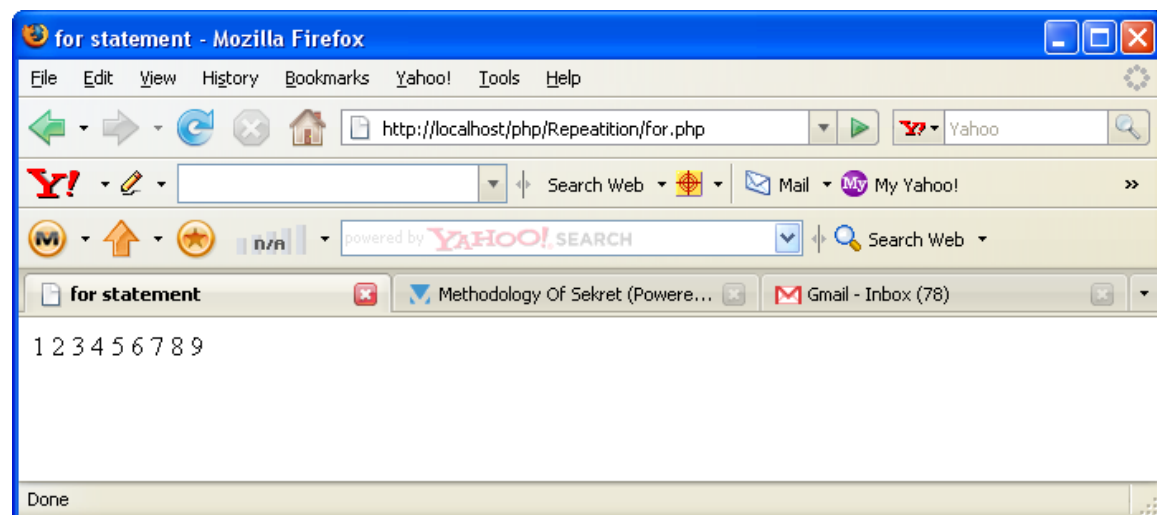 for statement - Mozilla Firefox
File Edit View History Bookmarks Yahoo! Tools Help
http://localhost/php/Repeatition/for.php Y! Yahoo
Y! Search Web Mail My My Yahoo! »
M n/a powered by YAHOO! SEARCH Search Web
for statement Methodology Of Sekret (Powere... Gmail - Inbox (78)
1 2 3 4 5 6 7 8 9
Done